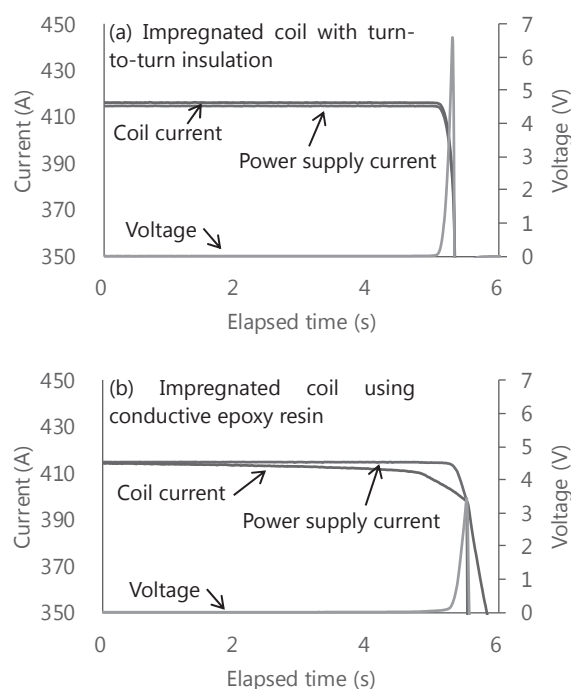 (a) Impregnated coil with turn-
to-turn insulation
450
430
410
390
370
350
Current (A)
7
6
5
4
3
2
1
0
Voltage (V)
Coil current
Power supply current
Voltage
0
2
4
6
Elapsed time (s)
(b) Impregnated coil using
conductive epoxy resin
450
430
410
390
370
350
Current (A)
7
6
5
4
3
2
1
0
Voltage (V)
Coil current
Power supply current
Voltage
0
2
4
6
Elapsed time (s)